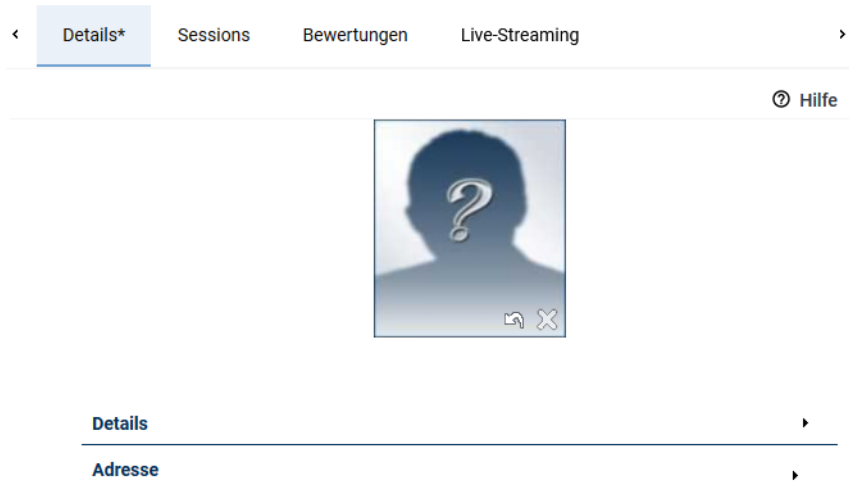 Details* Sessions Bewertungen Live-Streaming
Hilfe
?
Details
Adresse